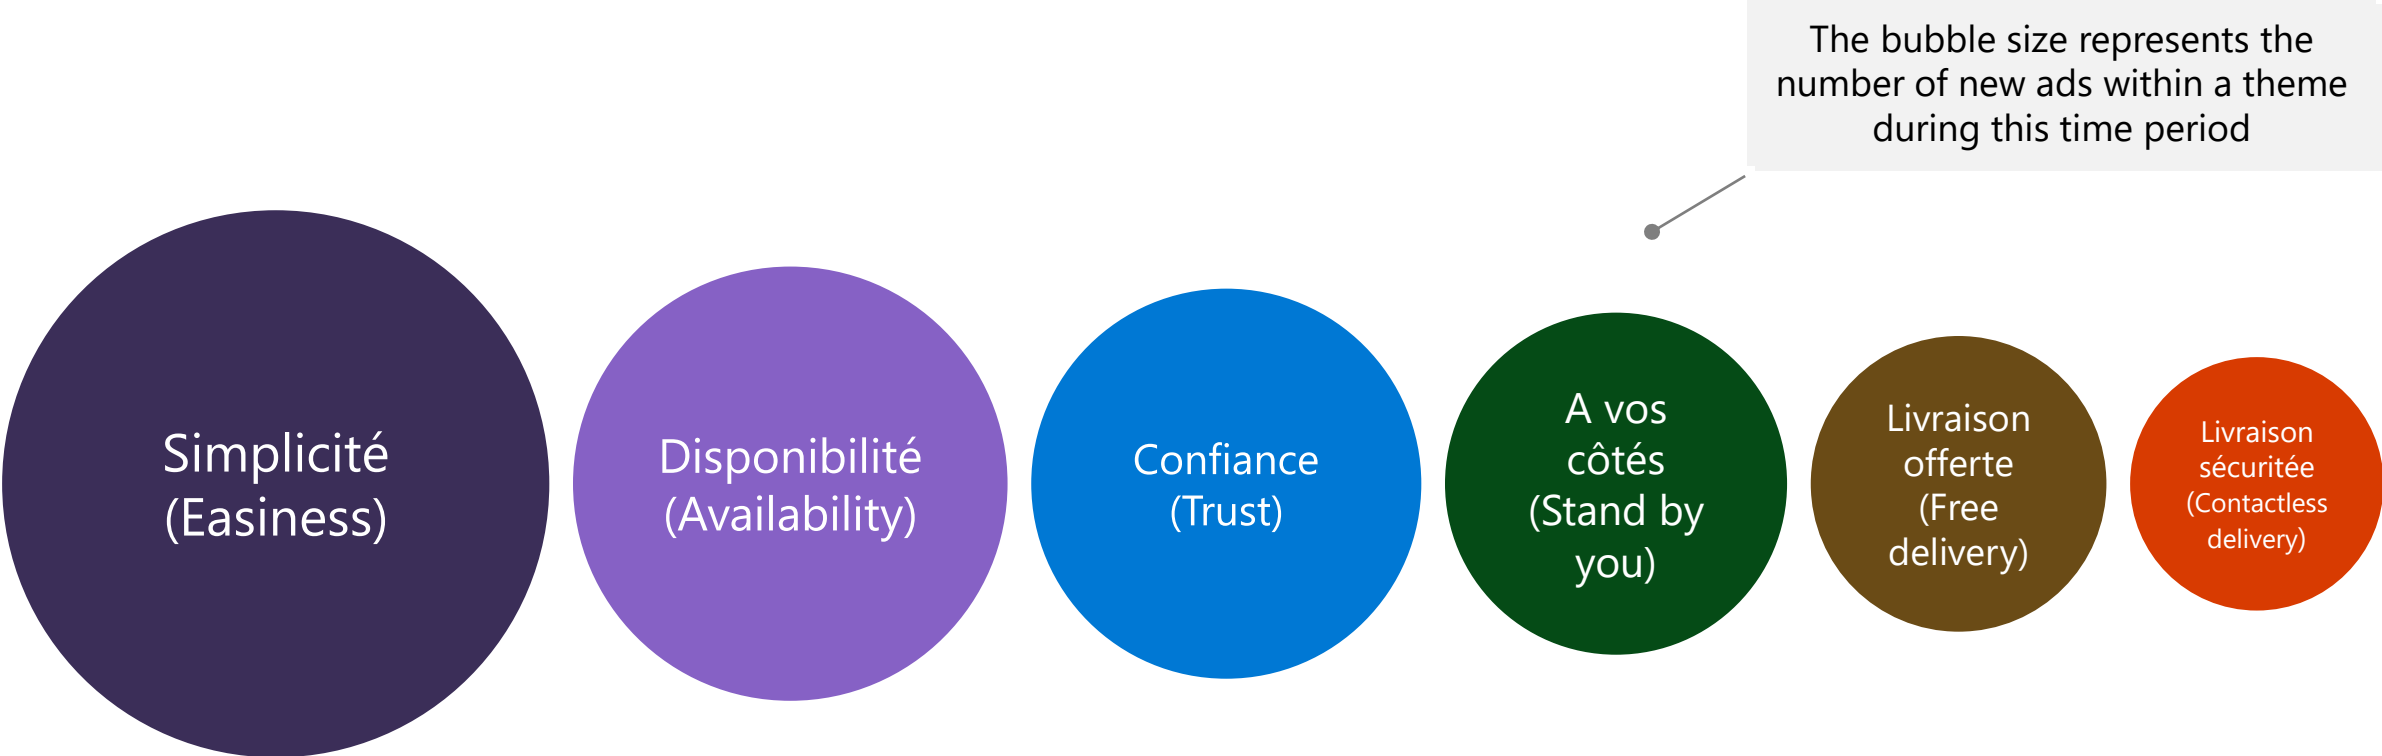 The bubble size represents the
number of new ads within a theme
during this time period
Simplicité
(Easiness)
Disponibilité
(Availability)
Confiance
(Trust)
A vos
côtés
(Stand by
you)
Livraison
offerte
(Free
delivery)
Livraison
sécuritée
(Contactless
delivery)